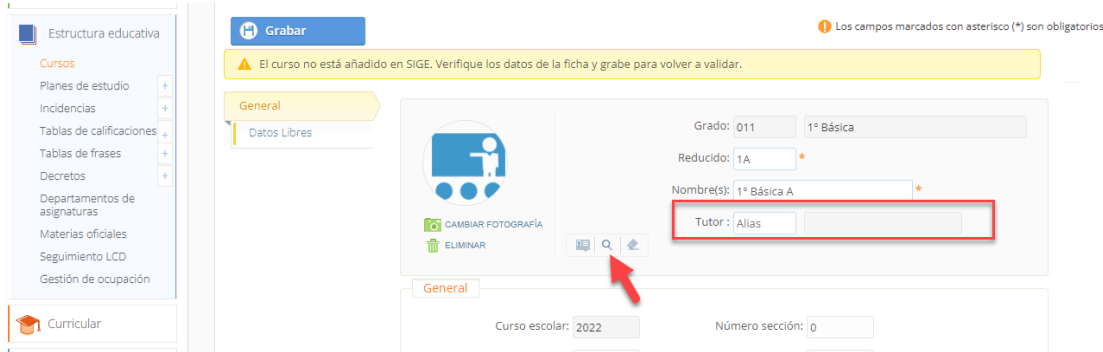 Estructura educativa
Cursos
Planes de estudio +
Incidencias +
Tablas de calificaciones +
Tablas de frases +
Decretos +
Departamentos de
asignaturas
Materias oficiales
Seguimiento LCD
Gestión de ocupación
Curricular
Grabar
Los campos marcados con asterisco (*) son obligatorios
El curso no está añadido en SIGE. Verifique los datos de la ficha y grabe para volver a validar.
General
Datos Libres
CAMBIAR FOTOGRAFÍA
ELIMINAR
Grado: 011 1º Básica
Reducido: 1A *
Nombre(s): 1º Básica A *
Tutor : Alias
General
Curso escolar: 2022 Número sección: 0